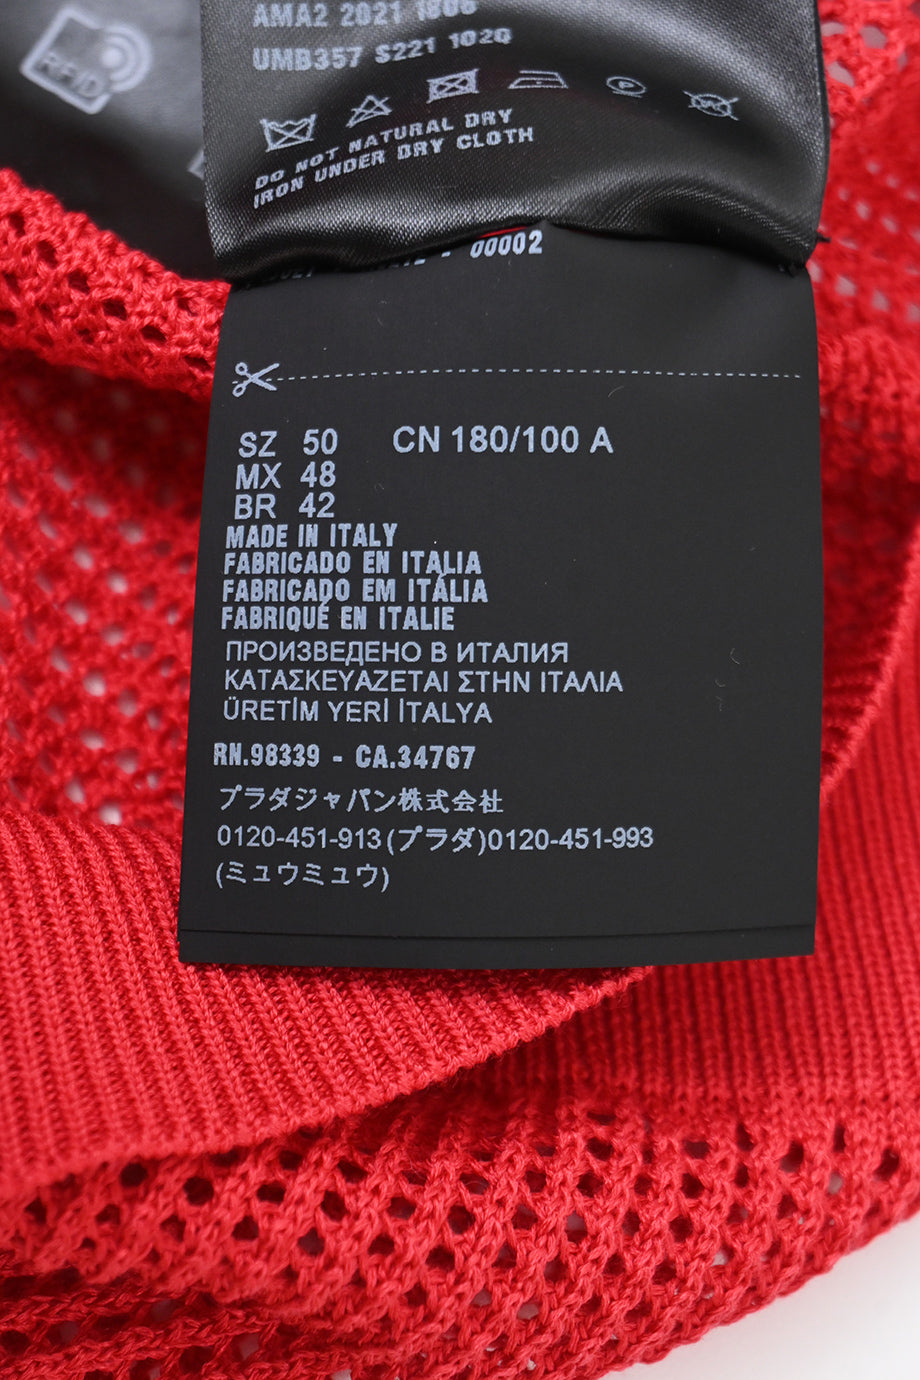 RFID
AMA2 2021
UMB357 S221 102Q
DO NOT NATURAL DRY
IRON UNDER DRY CLOTH
- 00002
SZ 50 CN 180/100 A
MX 48
BR 42
MADE IN ITALY
FABRICADO EN ITALIA
FABRICADO EM ITÁLIA
FABRIQUÉ EN ITALIE
ПРОИЗВЕДЕНО В ИТАЛИЯ
ΚΑΤΑΣΚΕΥΑΖΕΤΑΙ ΣΤΗΝ ΙΤΑΛΙΑ
ÜRETİM YERİ İTALYA
RN.98339 - CA.34767
プラダジャパン株式会社
0120-451-913(プラダ)0120-451-993
(ミュウミュウ)